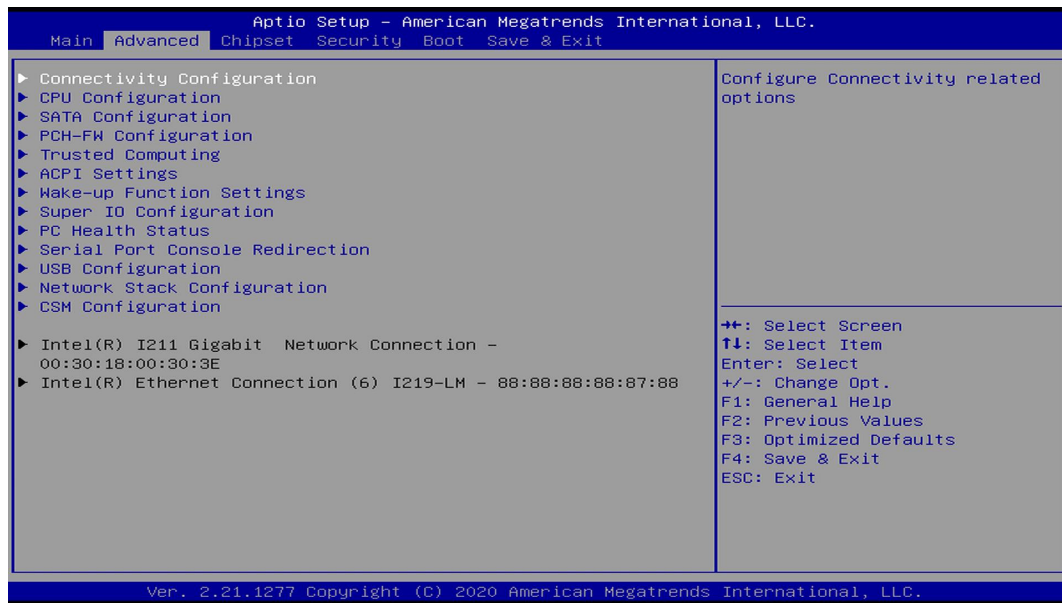 Aptio Setup – American Megatrends International, LLC.
Main Advanced Chipset Security Boot Save & Exit
▶ Connectivity Configuration
▶ CPU Configuration
▶ SATA Configuration
▶ PCH-FW Configuration
▶ Trusted Computing
▶ ACPI Settings
▶ Wake-up Function Settings
▶ Super IO Configuration
▶ PC Health Status
▶ Serial Port Console Redirection
▶ USB Configuration
▶ Network Stack Configuration
▶ CSM Configuration
▶ Intel(R) I211 Gigabit  Network Connection –
00:30:18:00:30:3E
▶ Intel(R) Ethernet Connection (6) I219-LM – 88:88:88:88:87:88
Configure Connectivity related
options
→←: Select Screen
↑↓: Select Item
Enter: Select
+/-: Change Opt.
F1: General Help
F2: Previous Values
F3: Optimized Defaults
F4: Save & Exit
ESC: Exit
Ver. 2.21.1277 Copyright (C) 2020 American Megatrends International, LLC.